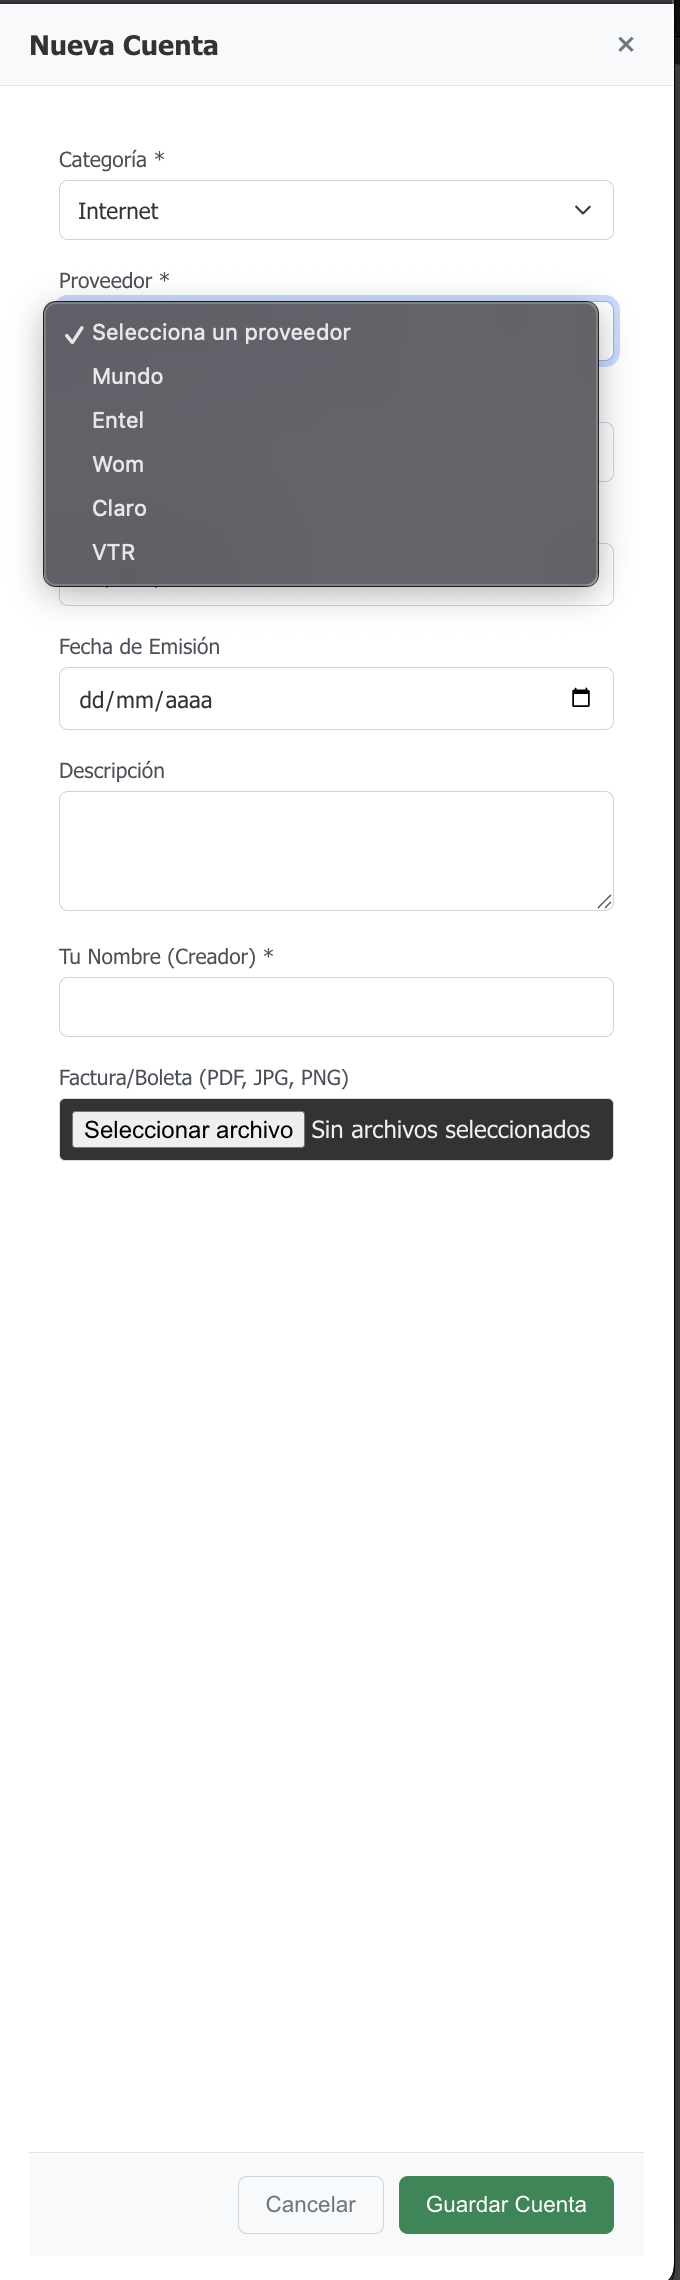 Nueva Cuenta
Categoría *
Internet
Proveedor *
Selecciona un proveedor
Mundo
Entel
Wom
Claro
VTR
Fecha de Emisión
dd/mm/aaaa
Descripción
Tu Nombre (Creador) *
Factura/Boleta (PDF, JPG, PNG)
Seleccionar archivo Sin archivos seleccionados
Cancelar Guardar Cuenta